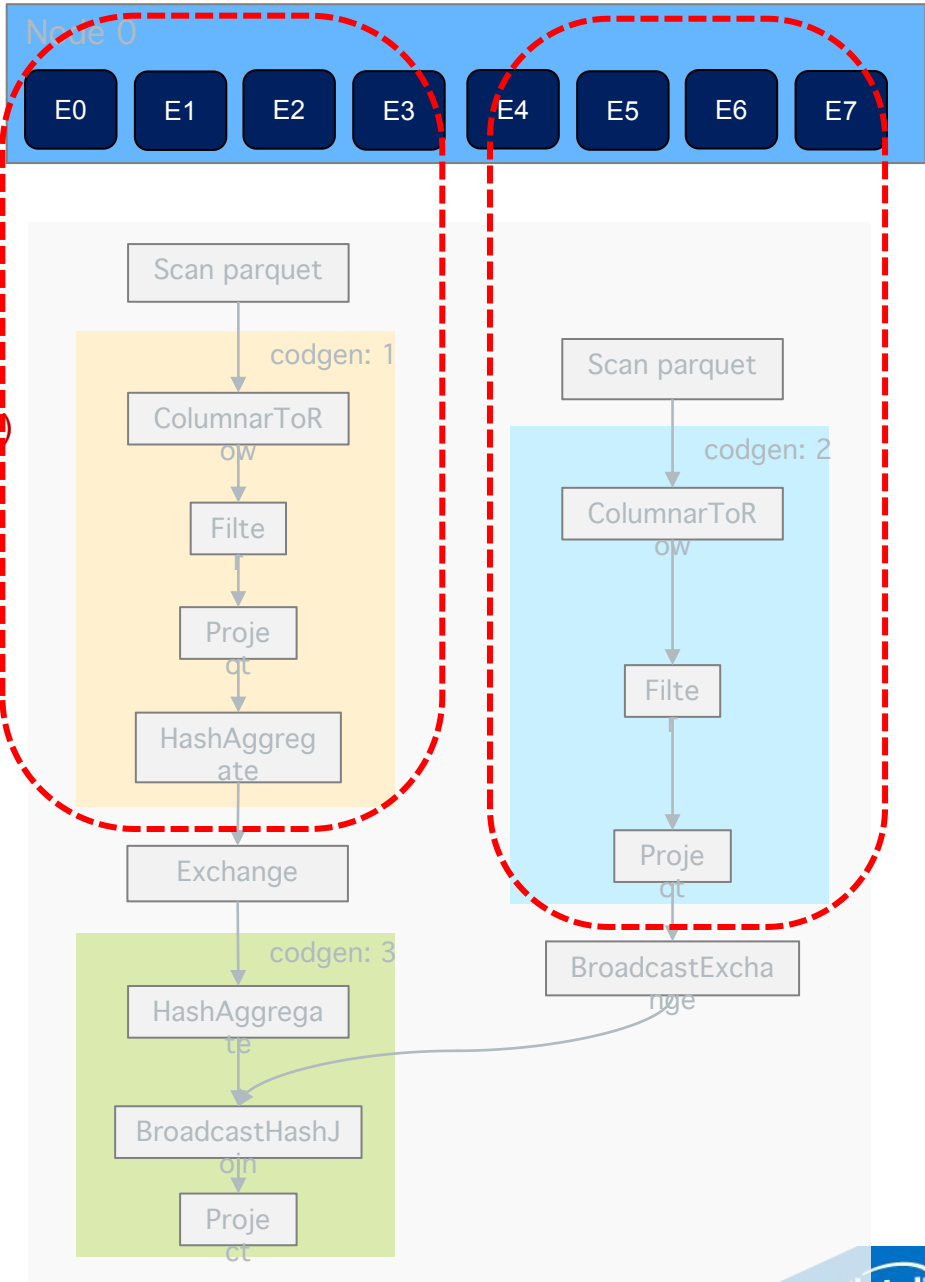 Node 0
E0 E1 E2 E3 E4 E5 E6 E7
Scan parquet
codgen: 1
ColumnarToR
ow
Filte
r
Proje
ct
HashAggreg
ate
Exchange
codgen: 3
HashAggrega
te
BroadcastHashJ
oin
Proje
ct
Scan parquet
codgen: 2
ColumnarToR
ow
Filte
r
Proje
ct
BroadcastExcha
nge
)